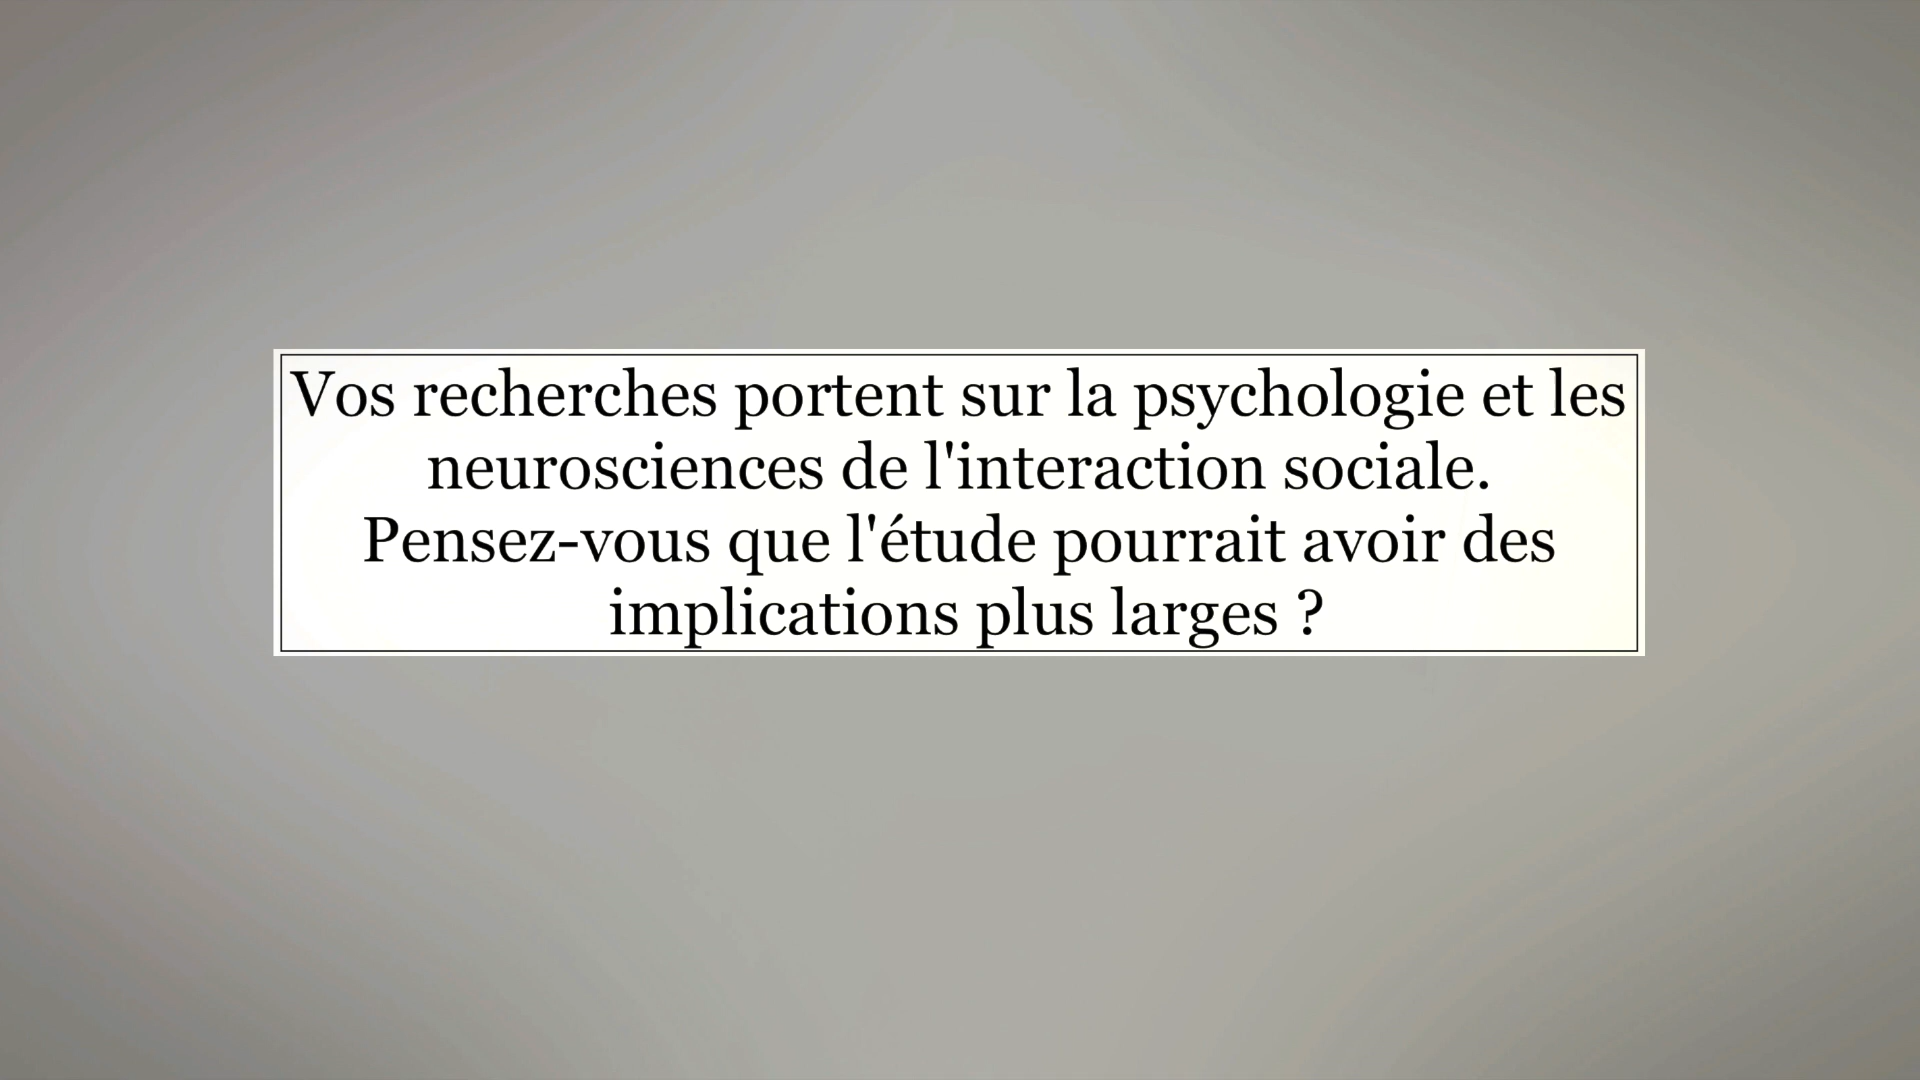 Vos recherches portent sur la psychologie et les
neurosciences de l'interaction sociale.
Pensez-vous que l'étude pourrait avoir des
implications plus larges ?